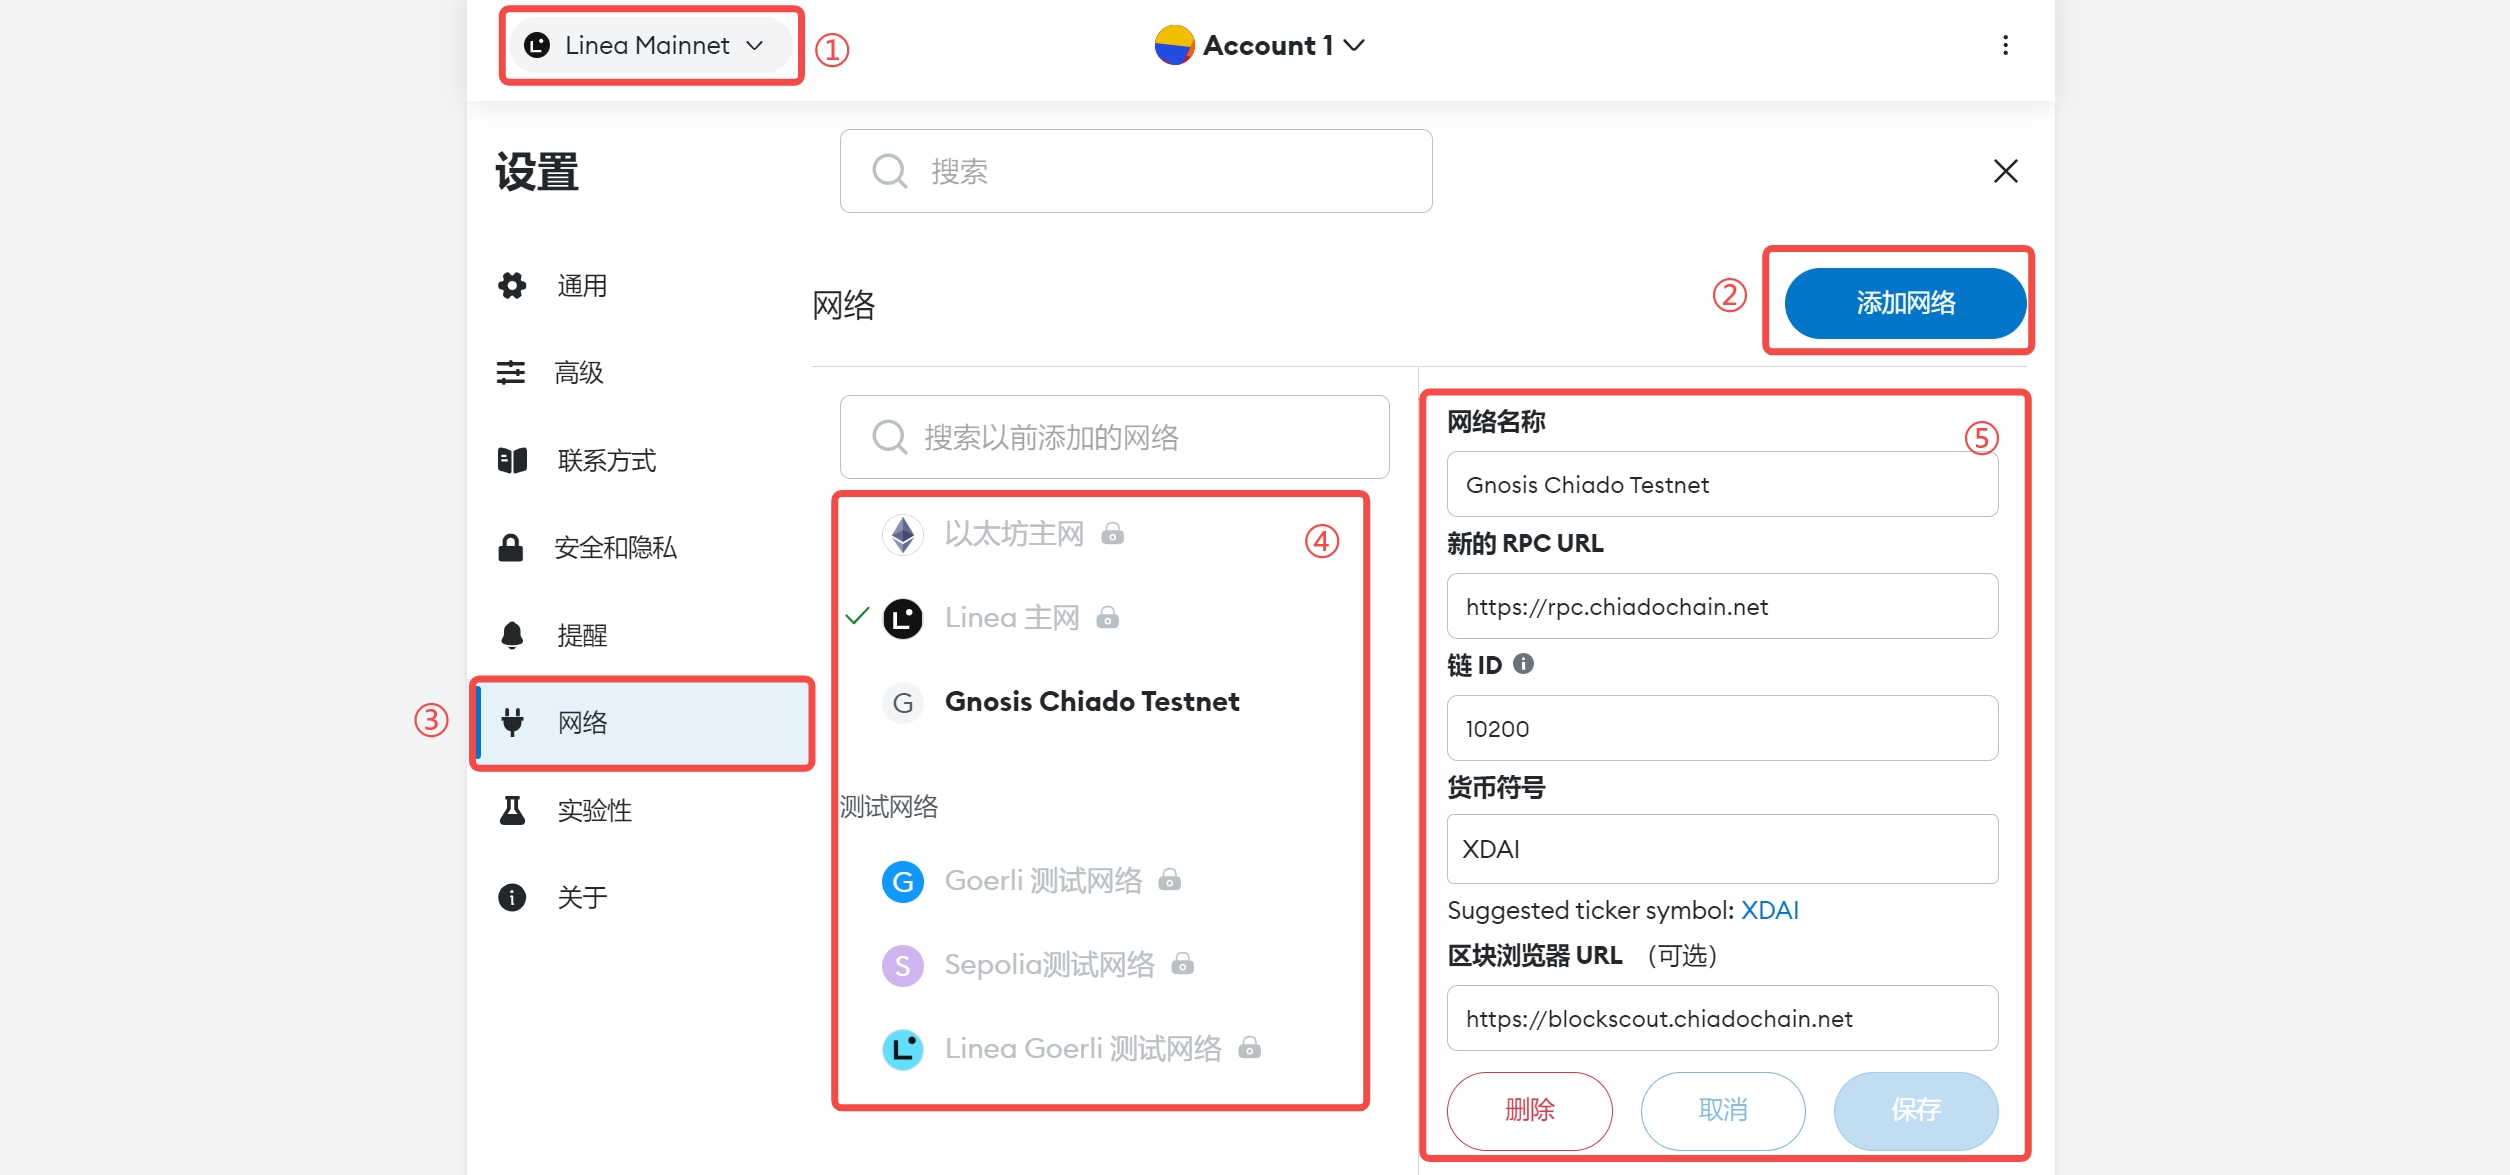 Linea Mainnet
①
Account 1
设置
搜索
通用
高级
联系方式
安全和隐私
提醒
③
网络
实验性
关于
网络
②
添加网络
搜索以前添加的网络
④
以太坊主网
Linea 主网
G
Gnosis Chiado Testnet
测试网络
G
Goerli 测试网络
S
Sepolia测试网络
Linea Goerli 测试网络
网络名称
⑤
Gnosis Chiado Testnet
新的 RPC URL
https://rpc.chiadochain.net
链 ID
10200
货币符号
XDAI
Suggested ticker symbol: XDAI
区块浏览器 URL （可选）
https://blockscout.chiadochain.net
删除
取消
保存